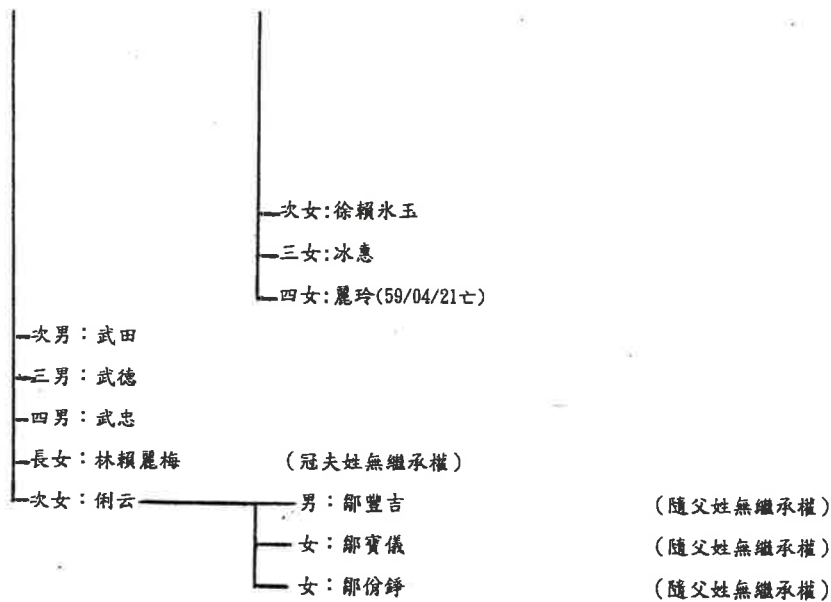 次女:徐賴氷玉
三女:冰惠
四女:麗玲(59/04/21亡)
次男：武田
三男：武德
四男：武忠
長女：林賴麗梅 (冠夫姓無繼承權)
次女：俐云 男：鄒豐吉 (隨父姓無繼承權)
女：鄒寶儀 (隨父姓無繼承權)
女：鄒佾錚 (隨父姓無繼承權)